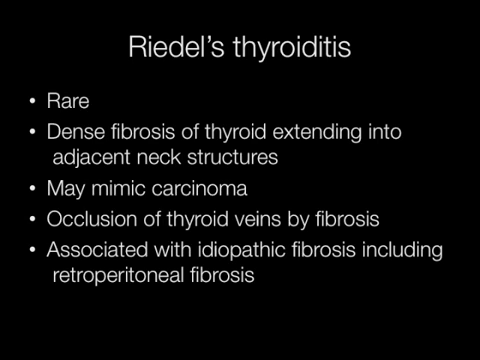 Riedel’s thyroiditis
• Rare
• Dense fibrosis of thyroid extending into
adjacent neck structures
• May mimic carcinoma
• Occlusion of thyroid veins by fibrosis
• Associated with idiopathic fibrosis including
retroperitoneal fibrosis